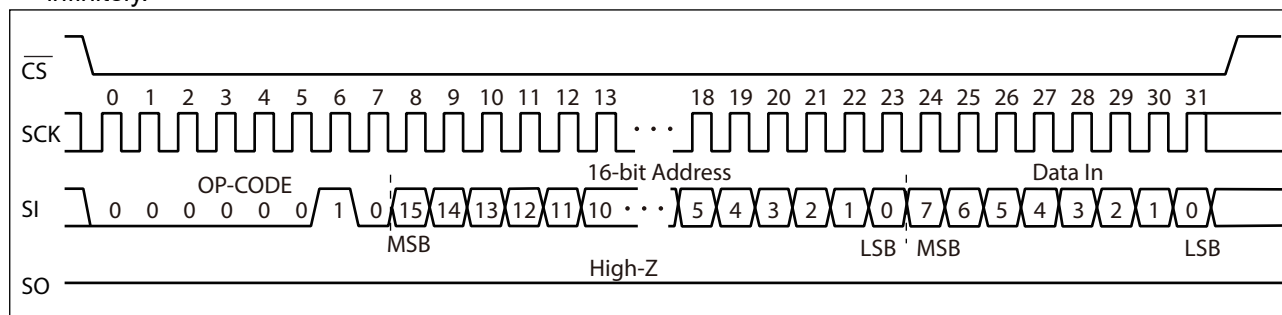 infinitely.
CS
0 1 2 3 4 5 6 7 8 9 10 11 12 13 18 19 20 21 22 23 24 25 26 27 28 29 30 31
SCK
· · ·
OP-CODE 16-bit Address Data In
SI 0 0 0 0 0 0 1 0 15 14 13 12 11 10 · · · 5 4 3 2 1 0 7 6 5 4 3 2 1 0
MSB LSB MSB LSB
High-Z
SO